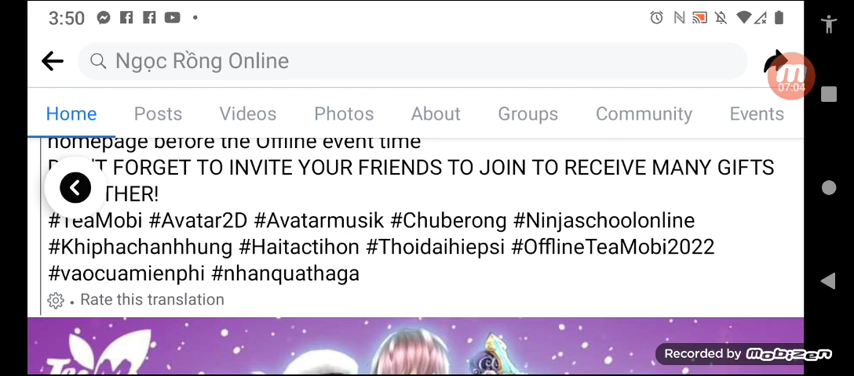 3:50
Ngọc Rồng Online
07:04
Home Posts Videos Photos About Groups Community Events
homepage before the Offline event time
FORGET TO INVITE YOUR FRIENDS TO JOIN TO RECEIVE MANY GIFTS
#TeaMobi #Avatar2D #Avatarmusik #Chuberong #Ninjaschoolonline
#Khiphachanhhung #Haitactihon #Thoidaihiepsi #OfflineTeaMobi2022
#vaocuamienphi #nhanquathaga
Rate this translation
Recorded by Mobizen